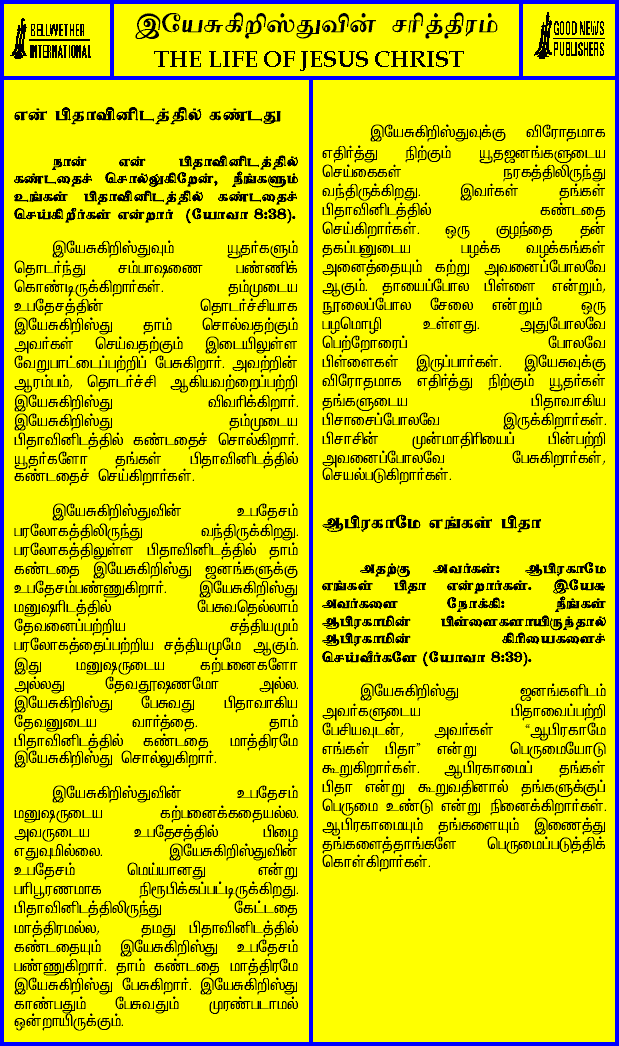 BELLWETHER
INTERNATIONAL
இயேசுகிறிஸ்துவின் சரித்திரம்
THE LIFE OF JESUS CHRIST
GOOD NEWS
PUBLISHERS
என் பிதாவினிடத்தில் கண்டது
நான் என் பிதாவினிடத்தில்
கண்டதைச் சொல்லுகிறேன், நீங்களும்
உங்கள் பிதாவினிடத்தில் கண்டதைச்
செய்கிறீர்கள் என்றார் (யோவா 8:38).
இயேசுகிறிஸ்துவும் யூதர்களும்
தொடர்ந்து சம்பாஷணை பண்ணிக்
கொண்டிருக்கிறார்கள். தம்முடைய
உபதேசத்தின் தொடர்ச்சியாக
இயேசுகிறிஸ்து தாம் சொல்வதற்கும்
அவர்கள் செய்வதற்கும் இடையிலுள்ள
வேறுபாட்டைப்பற்றிப் பேசுகிறார். அவற்றின்
ஆரம்பம், தொடர்ச்சி ஆகியவற்றைப்பற்றி
இயேசுகிறிஸ்து விவரிக்கிறார்.
இயேசுகிறிஸ்து தம்முடைய
பிதாவினிடத்தில் கண்டதைச் சொல்கிறார்.
யூதர்களோ தங்கள் பிதாவினிடத்தில்
கண்டதைச் செய்கிறார்கள்.
இயேசுகிறிஸ்துவின் உபதேசம்
பரலோகத்திலிருந்து வந்திருக்கிறது.
பரலோகத்திலுள்ள பிதாவினிடத்தில் தாம்
கண்டதை இயேசுகிறிஸ்து ஜனங்களுக்கு
உபதேசம்பண்ணுகிறார். இயேசுகிறிஸ்து
மனுஷரிடத்தில் பேசுவதெல்லாம்
தேவனைப்பற்றிய சத்தியமும்
பரலோகத்தைப்பற்றிய சத்தியமுமே ஆகும்.
இது மனுஷருடைய கற்பனைகளோ
அல்லது தேவதூஷணமோ அல்ல.
இயேசுகிறிஸ்து பேசுவது பிதாவாகிய
தேவனுடைய வார்த்தை. தாம்
பிதாவினிடத்தில் கண்டதை மாத்திரமே
இயேசுகிறிஸ்து சொல்லுகிறார்.
இயேசுகிறிஸ்துவின் உபதேசம்
மனுஷருடைய கற்பனைக்கதையல்ல.
அவருடைய உபதேசத்தில் பிழை
எதுவுமில்லை. இயேசுகிறிஸ்துவின்
உபதேசம் மெய்யானது என்று
பரிபூரணமாக நிரூபிக்கப்பட்டிருக்கிறது.
பிதாவினிடத்திலிருந்து கேட்டதை
மாத்திரமல்ல, தமது பிதாவினிடத்தில்
கண்டதையும் இயேசுகிறிஸ்து உபதேசம்
பண்ணுகிறார். தாம் கண்டதை மாத்திரமே
இயேசுகிறிஸ்து பேசுகிறார். இயேசுகிறிஸ்து
காண்பதும் பேசுவதும் முரண்படாமல்
ஒன்றாயிருக்கும்.
இயேசுகிறிஸ்துவுக்கு விரோதமாக
எதிர்த்து நிற்கும் யூதஜனங்களுடைய
செய்கைகள் நரகத்திலிருந்து
வந்திருக்கிறது. இவர்கள் தங்கள்
பிதாவினிடத்தில் கண்டதை
செய்கிறார்கள். ஒரு குழந்தை தன்
தகப்பனுடைய பழக்க வழக்கங்கள்
அனைத்தையும் கற்று அவனைப்போலவே
ஆகும். தாயைப்போல பிள்ளை என்றும்,
நூலைப்போல சேலை என்றும் ஒரு
பழமொழி உள்ளது. அதுபோலவே
பெற்றோரைப் போலவே
பிள்ளைகள் இருப்பார்கள். இயேசுவுக்கு
விரோதமாக எதிர்த்து நிற்கும் யூதர்கள்
தங்களுடைய பிதாவாகிய
பிசாசைப்போலவே இருக்கிறார்கள்.
பிசாசின் முன்மாதிரியைப் பின்பற்றி
அவனைப்போலவே பேசுகிறார்கள்,
செயல்படுகிறார்கள்.
ஆபிரகாமே எங்கள் பிதா
அதற்கு அவர்கள்: ஆபிரகாமே
எங்கள் பிதா என்றார்கள். இயேசு
அவர்களை நோக்கி: நீங்கள்
ஆபிரகாமின் பிள்ளைகளாயிருந்தால்
ஆபிரகாமின் கிரியைகளைச்
செய்வீர்களே (யோவா 8:39).
இயேசுகிறிஸ்து ஜனங்களிடம்
அவர்களுடைய பிதாவைப்பற்றி
பேசியவுடன், அவர்கள் “ஆபிரகாமே
எங்கள் பிதா” என்று பெருமையோடு
கூறுகிறார்கள். ஆபிரகாமைப் தங்கள்
பிதா என்று கூறுவதினால் தங்களுக்குப்
பெருமை உண்டு என்று நினைக்கிறார்கள்.
ஆபிரகாமையும் தங்களையும் இணைத்து
தங்களைத்தாங்களே பெருமைப்படுத்திக்
கொள்கிறார்கள்.